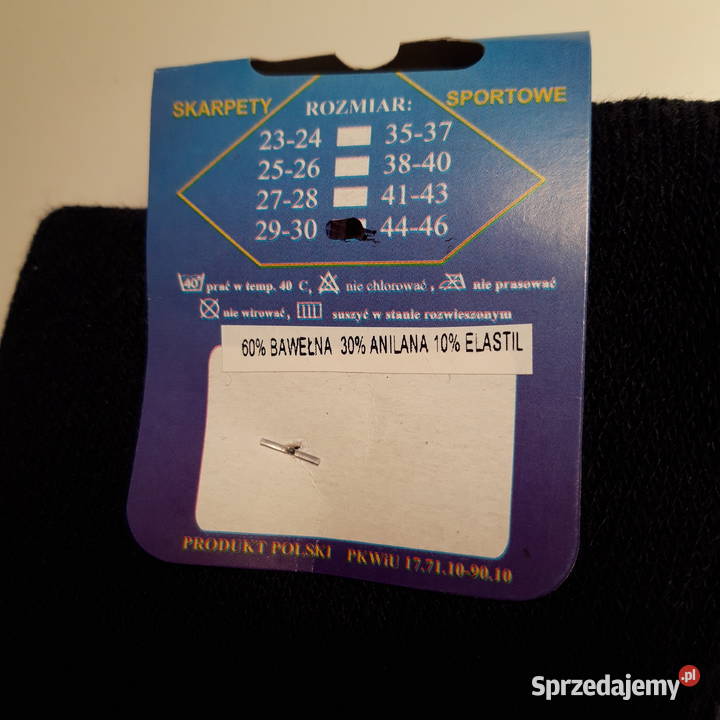 SKARPETY ROZMIAR: SPORTOWE
23-24 35-37
25-26 38-40
27-28 41-43
29-30 44-46
40 prać w temp. 40 C, nie chlorować, nie prasować
nie wirować, suszyć w stanie rozwieszonym
60% BAWEŁNA 30% ANILANA 10% ELASTIL
PRODUKT POLSKI PKWiU 17.71.10-90.10
Sprzedajemy.pl